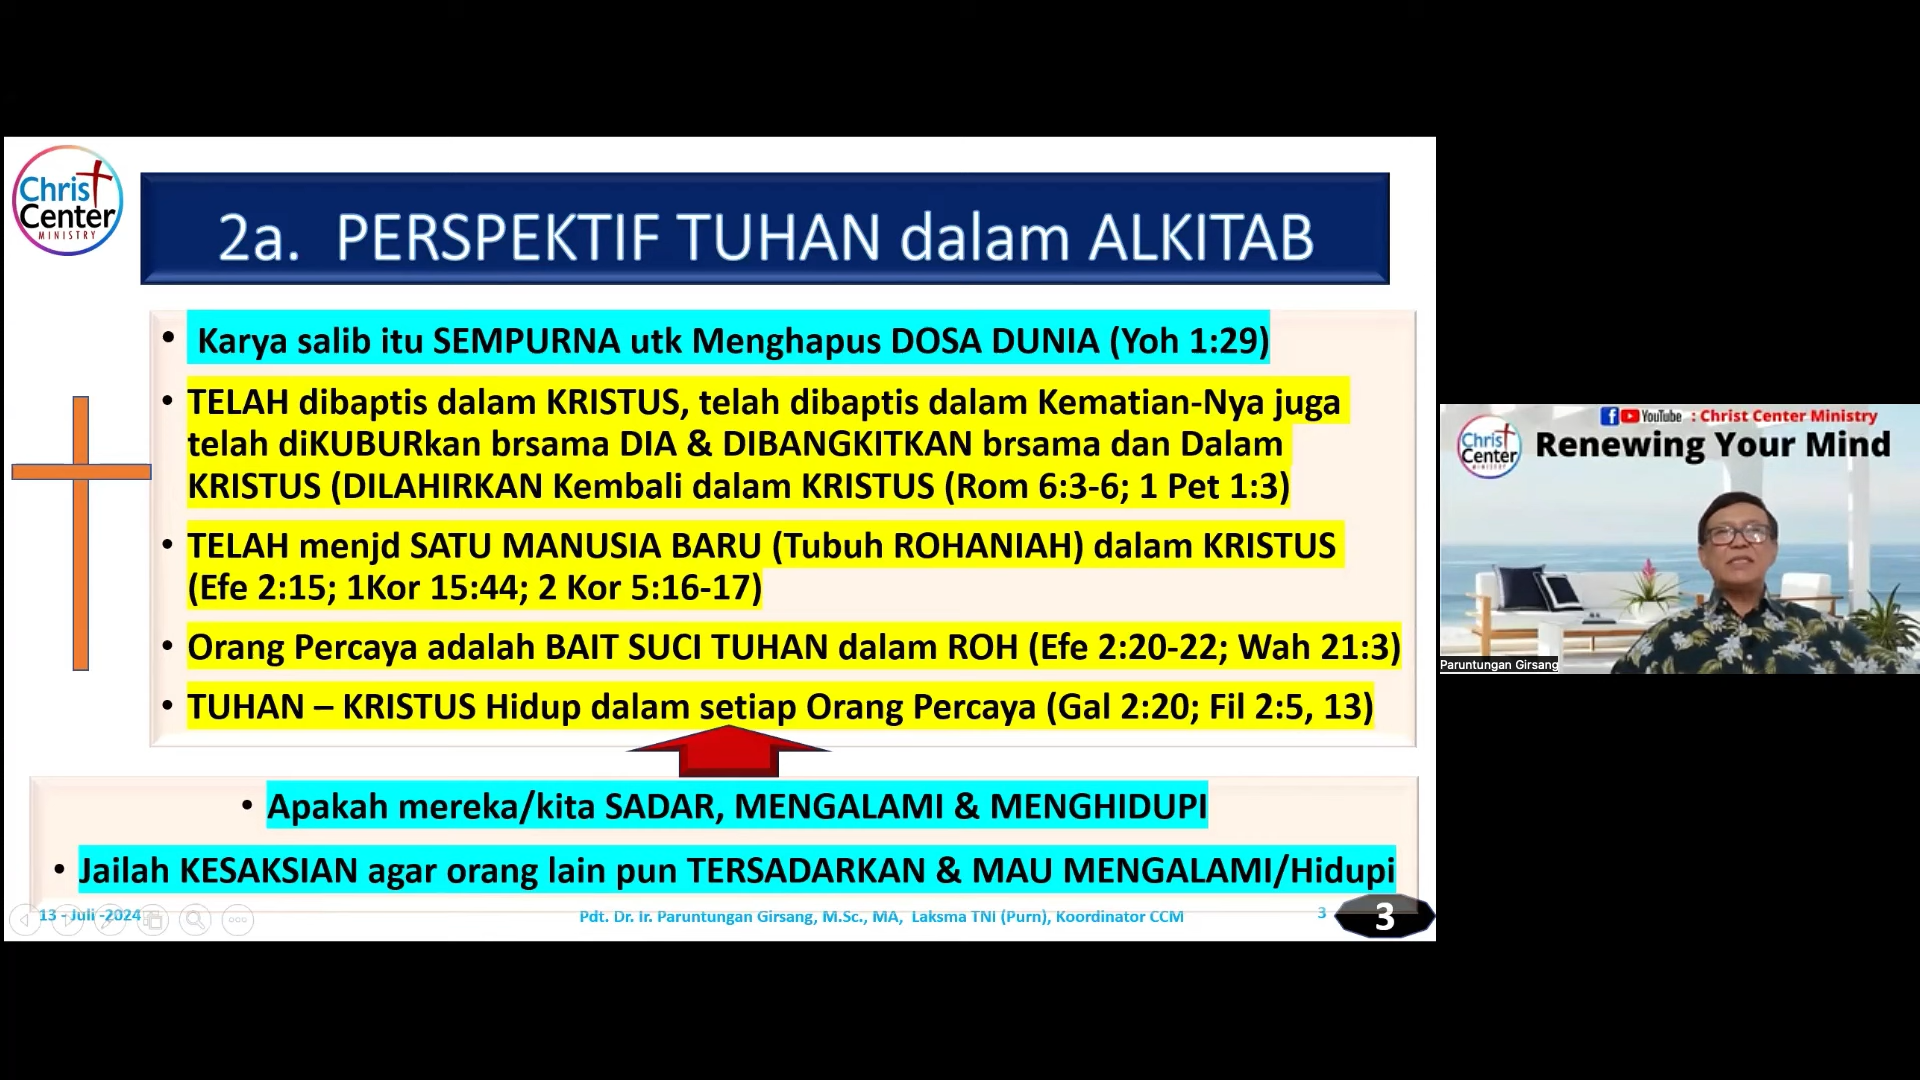 Christ
Center
MINISTRY
2a. PERSPEKTIF TUHAN dalam ALKITAB
• Karya salib itu SEMPURNA utk Menghapus DOSA DUNIA (Yoh 1:29)
• TELAH dibaptis dalam KRISTUS, telah dibaptis dalam Kematian-Nya juga
telah diKUBURkan brsama DIA & DIBANGKITKAN brsama dan Dalam
KRISTUS (DILAHIRKAN Kembali dalam KRISTUS (Rom 6:3-6; 1 Pet 1:3)
• TELAH menjd SATU MANUSIA BARU (Tubuh ROHANIAH) dalam KRISTUS
(Efe 2:15; 1Kor 15:44; 2 Kor 5:16-17)
• Orang Percaya adalah BAIT SUCI TUHAN dalam ROH (Efe 2:20-22; Wah 21:3)
• TUHAN – KRISTUS Hidup dalam setiap Orang Percaya (Gal 2:20; Fil 2:5, 13)
• Apakah mereka/kita SADAR, MENGALAMI & MENGHIDUPI
• Jailah KESAKSIAN agar orang lain pun TERSADARKAN & MAU MENGALAMI/Hidupi
13 - Juli -2024
Pdt. Dr. Ir. Paruntungan Girsang, M.Sc., MA, Laksma TNI (Purn), Koordinator CCM
3
3
YouTube : Christ Center Ministry
Christ
Center
MINISTRY
Renewing Your Mind
Paruntungan Girsang